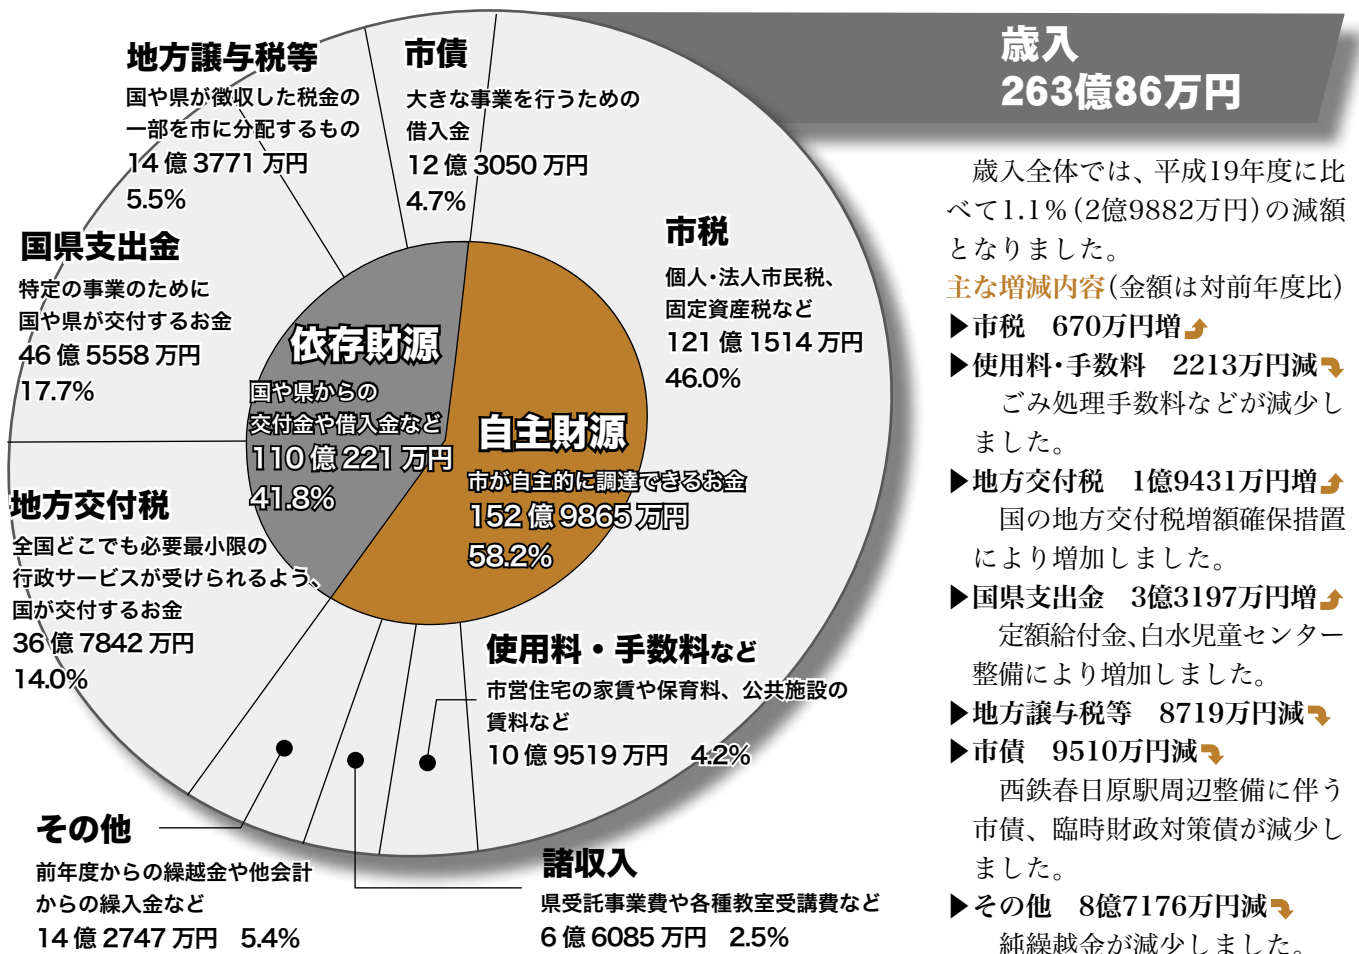 歳入
263億86万円
地方譲与税等
国や県が徴収した税金の
一部を市に分配するもの
14億3771万円
5.5%
市債
大きな事業を行うための
借入金
12億3050万円
4.7%
市税
個人・法人市民税、
固定資産税など
121億1514万円
46.0%
国県支出金
特定の事業のために
国や県が交付するお金
46億5558万円
17.7%
依存財源
国や県からの
交付金や借入金など
110億221万円
41.8%
自主財源
市が自主的に調達できるお金
152億9865万円
58.2%
地方交付税
全国どこでも必要最小限の
行政サービスが受けられるよう、
国が交付するお金
36億7842万円
14.0%
使用料・手数料など
市営住宅の家賃や保育料、公共施設の
賃料など
10億9519万円 4.2%
その他
前年度からの繰越金や他会計
からの繰入金など
14億2747万円 5.4%
諸収入
県受託事業費や各種教室受講費など
6億6085万円 2.5%
歳入全体では、平成19年度に比
べて1.1%(2億9882万円)の減額
となりました。
主な増減内容(金額は対前年度比)
▶市税 670万円増
▶使用料・手数料 2213万円減
ごみ処理手数料などが減少し
ました。
▶地方交付税 1億9431万円増
国の地方交付税増額確保措置
により増加しました。
▶国県支出金 3億3197万円増
定額給付金、白水児童センター
整備により増加しました。
▶地方譲与税等 8719万円減
▶市債 9510万円減
西鉄春日原駅周辺整備に伴う
市債、臨時財政対策債が減少し
ました。
▶その他 8億7176万円減
純繰越金が減少しました。